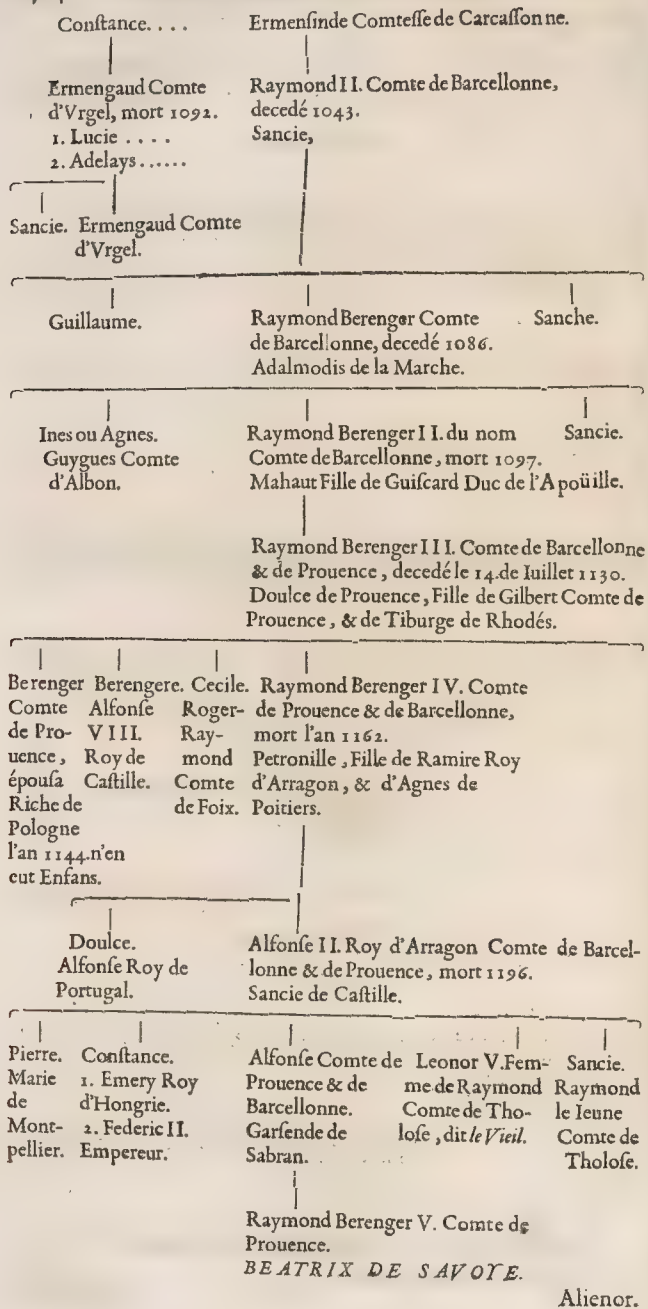 Conſtance. . . .
Ermenſinde Comteſſe de Carcaſſonne.
Ermengaud Comte
d'Vrgel, mort 1092.
1. Lucie . . . .
2. Adelays . . . . . .
Raymond II. Comte de Barcellonne,
decedé 1043.
Sancie,
Sancie.
Ermengaud Comte
d'Vrgel.
Guillaume.
Raymond Berenger Comte
de Barcellonne, decedé 1086.
Adalmodis de la Marche.
Sanche.
Ines ou Agnes.
Guygues Comte
d'Albon.
Raymond Berenger II. du nom
Comte de Barcellonne, mort 1097.
Mahaut Fille de Guiſcard Duc de l'Apoüille.
Sancie.
Raymond Berenger III. Comte de Barcellonne
& de Prouence, decedé le 14. de Iuillet 1130.
Doulce de Prouence, Fille de Gilbert Comte de
Prouence, & de Tiburge de Rhodés.
Berenger
Comte
de Pro-
uence,
épouſa
Riche de
Pologne
l'an 1144. n'en
eut Enfans.
Berengere.
Alfonſe
VIII.
Roy de
Caſtille.
Cecile.
Roger-
Ray-
mond
Comte
de Foix.
Raymond Berenger IV. Comte
de Prouence & de Barcellonne,
mort l'an 1162.
Petronille, Fille de Ramire Roy
d'Arragon, & d'Agnes de
Poitiers.
Doulce.
Alfonſe Roy de
Portugal.
Alfonſe II. Roy d'Arragon Comte de Barcel-
lonne & de Prouence, mort 1196.
Sancie de Caſtille.
Pierre.
Marie
de
Mont-
pellier.
Conſtance.
1. Emery Roy
d'Hongrie.
2. Federic II.
Empereur.
Alfonſe Comte de
Prouence & de
Barcellonne.
Garſende de
Sabran.
Leonor V. Fem-
me de Raymond
Comte de Tho-
loſe, dit le Vieil.
Sancie.
Raymond
le Ieune
Comte de
Tholoſe.
Raymond Berenger V. Comte de
Prouence.
BEATRIX DE SAVOYE.
Alienor.